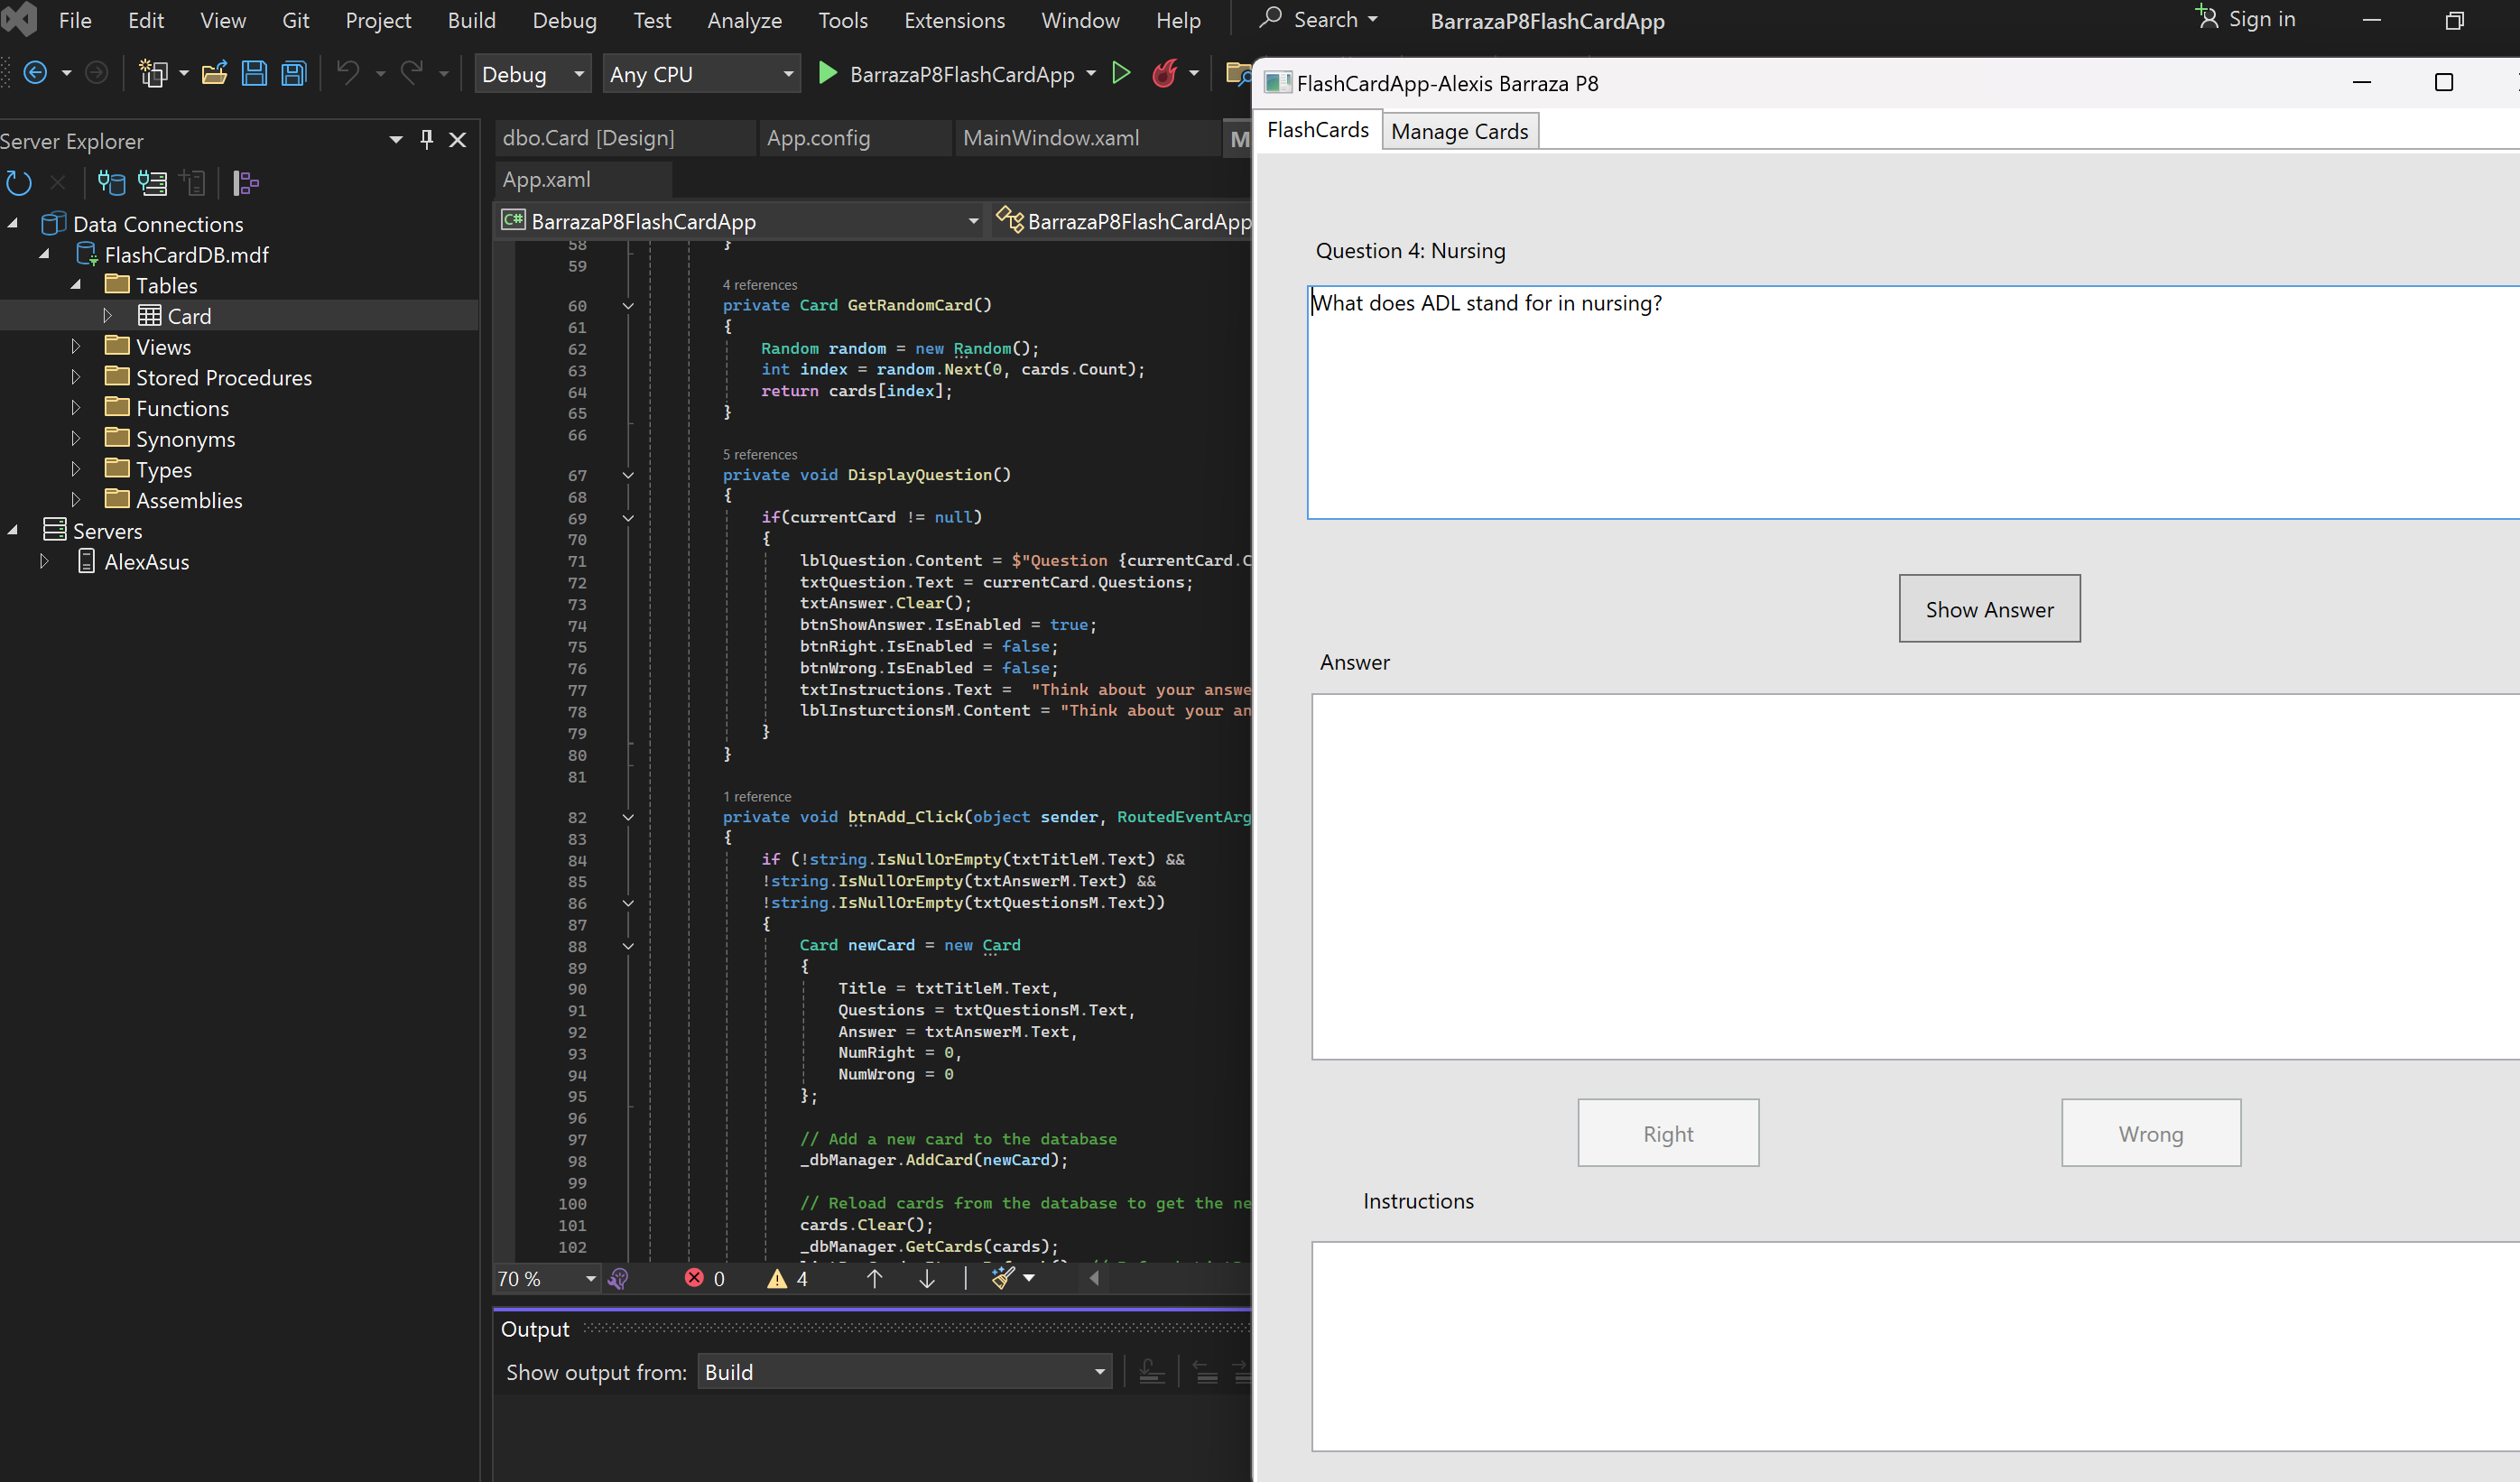 File Edit View Git Project Build Debug Test Analyze Tools Extensions Window Help Search BarrazaP8FlashCardApp Sign in
Debug Any CPU BarrazaP8FlashCardApp
Server Explorer
Data Connections
FlashCardDB.mdf
Tables
Card
Views
Stored Procedures
Functions
Synonyms
Types
Assemblies
Servers
AlexAsus
dbo.Card [Design] App.config MainWindow.xaml M
App.xaml
C# BarrazaP8FlashCardApp BarrazaP8FlashCardApp
58 }
59
4 references
60 private Card GetRandomCard()
61 {
62 Random random = new Random();
63 int index = random.Next(0, cards.Count);
64 return cards[index];
65 }
66
5 references
67 private void DisplayQuestion()
68 {
69 if(currentCard != null)
70 {
71 lblQuestion.Content = $"Question {currentCard.C
72 txtQuestion.Text = currentCard.Questions;
73 txtAnswer.Clear();
74 btnShowAnswer.IsEnabled = true;
75 btnRight.IsEnabled = false;
76 btnWrong.IsEnabled = false;
77 txtInstructions.Text = "Think about your answe
78 lblInsturctionsM.Content = "Think about your an
79 }
80 }
81
1 reference
82 private void btnAdd_Click(object sender, RoutedEventArg
83 {
84 if (!string.IsNullOrEmpty(txtTitleM.Text) &&
85 !string.IsNullOrEmpty(txtAnswerM.Text) &&
86 !string.IsNullOrEmpty(txtQuestionsM.Text))
87 {
88 Card newCard = new Card
89 {
90 Title = txtTitleM.Text,
91 Questions = txtQuestionsM.Text,
92 Answer = txtAnswerM.Text,
93 NumRight = 0,
94 NumWrong = 0
95 };
96
97 // Add a new card to the database
98 _dbManager.AddCard(newCard);
99
100 // Reload cards from the database to get the ne
101 cards.Clear();
102 _dbManager.GetCards(cards);
70 % 0 4
Output
Show output from: Build
FlashCardApp-Alexis Barraza P8
FlashCards Manage Cards
Question 4: Nursing
What does ADL stand for in nursing?
Show Answer
Answer
Right Wrong
Instructions